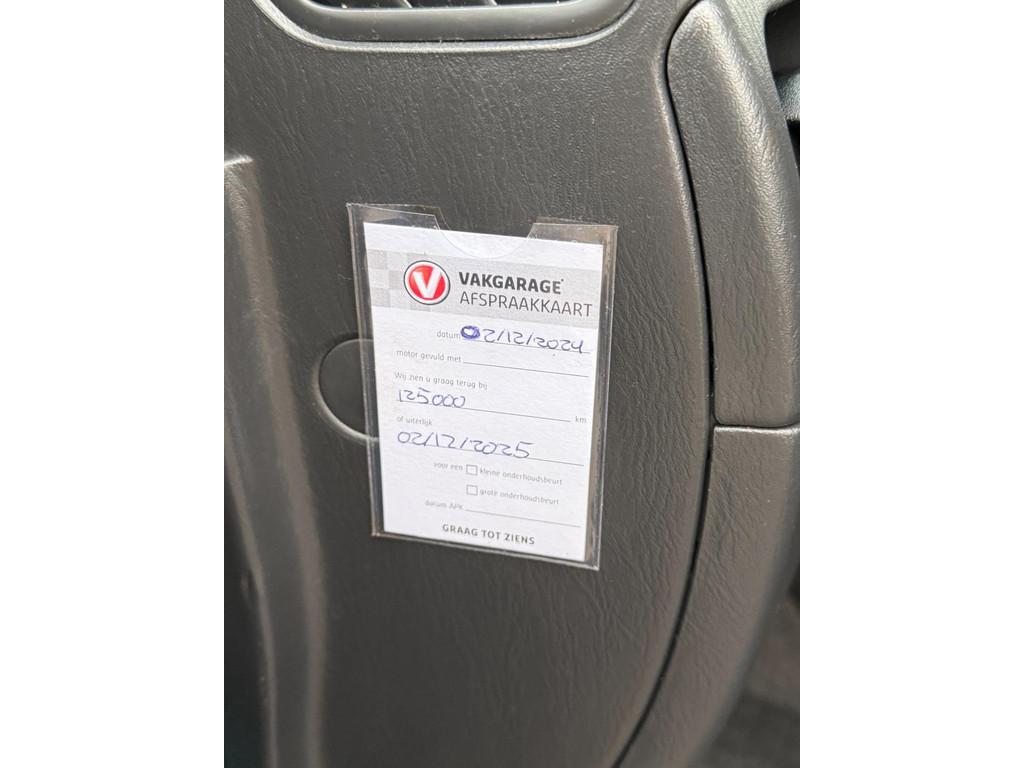 V VAKGARAGE
AFSPRAAKKAART
datum 02/12/2024
motor gevuld met
Wij zien u graag terug bij
125000 km
of uiterlijk
02/12/2025
voor een kleine onderhoudsbeurt
grote onderhoudsbeurt
datum APK
GRAAG TOT ZIENS